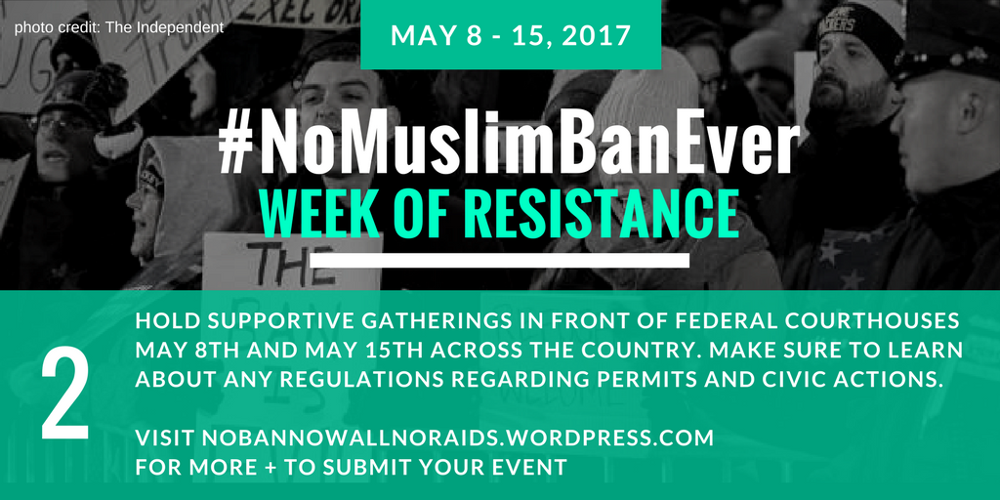 photo credit: The Independent
MAY 8 - 15, 2017
#NoMuslimBanEver
WEEK OF RESISTANCE
THE
2
HOLD SUPPORTIVE GATHERINGS IN FRONT OF FEDERAL COURTHOUSES
MAY 8TH AND MAY 15TH ACROSS THE COUNTRY. MAKE SURE TO LEARN
ABOUT ANY REGULATIONS REGARDING PERMITS AND CIVIC ACTIONS.
VISIT NOBANNOWALLNORAIDS.WORDPRESS.COM
FOR MORE + TO SUBMIT YOUR EVENT